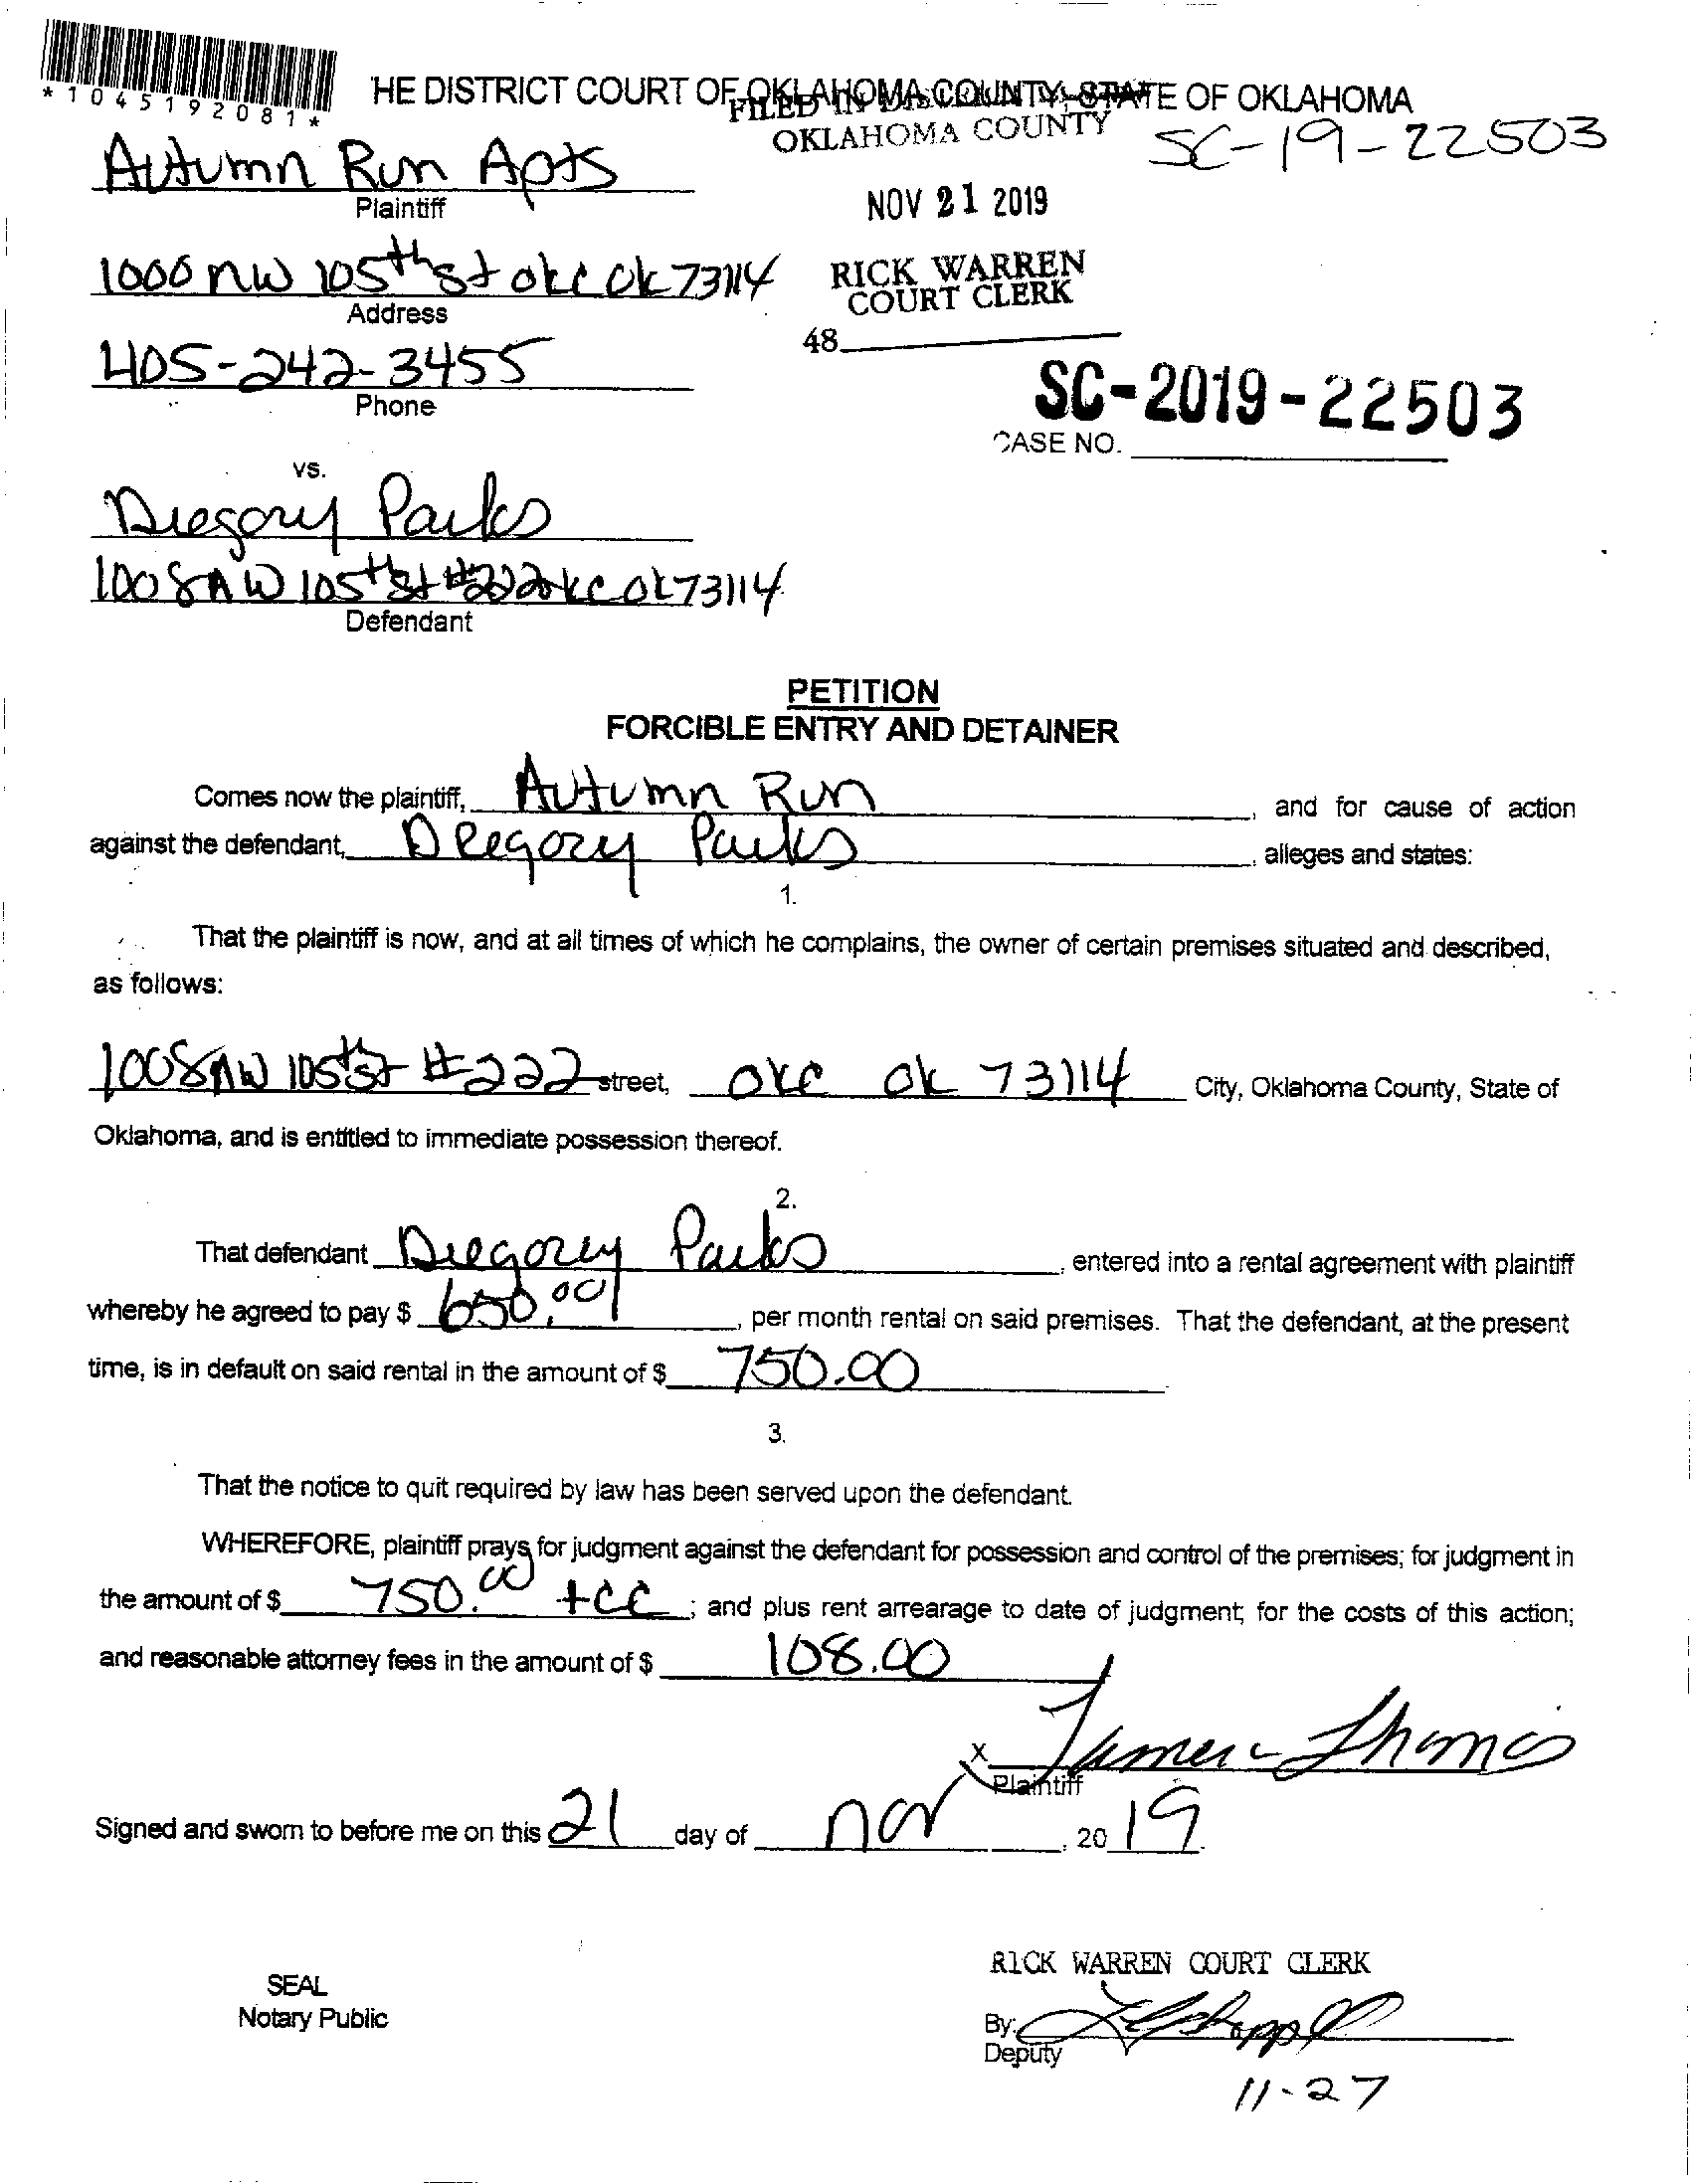 *1045192081*
HE DISTRICT COURT OF OKLAHOMA COUNTY, STATE OF OKLAHOMA
FILED IN DISTRICT COURT
OKLAHOMA COUNTY
SC-19-22503
Autumn Run Apts
Plaintiff
NOV 21 2019
1000 NW 105th St okc Ok 73114
Address
RICK WARREN
COURT CLERK
48
405-242-3455
Phone
SC-2019-22503
CASE NO.
vs.
Dregory Parks
1008 NW 105th St #222 okc ok 73114
Defendant
PETITION
FORCIBLE ENTRY AND DETAINER
Comes now the plaintiff, Autumn Run, and for cause of action
against the defendant, Dregory Parks, alleges and states:
1.
That the plaintiff is now, and at all times of which he complains, the owner of certain premises situated and described,
as follows:
1008 NW 105th St #222 street, okc ok 73114 City, Oklahoma County, State of
Oklahoma, and is entitled to immediate possession thereof.
2.
That defendant Dregory Parks, entered into a rental agreement with plaintiff
whereby he agreed to pay $ 650.00, per month rental on said premises. That the defendant, at the present
time, is in default on said rental in the amount of $ 750.00
3.
That the notice to quit required by law has been served upon the defendant.
WHEREFORE, plaintiff prays for judgment against the defendant for possession and control of the premises; for judgment in
the amount of $ 750.00 +CC; and plus rent arrearage to date of judgment; for the costs of this action;
and reasonable attorney fees in the amount of $ 108.00
x
Plaintiff
Signed and sworn to before me on this 21 day of nov, 20 19.
SEAL
Notary Public
RICK WARREN COURT CLERK
By:
Deputy
11-27